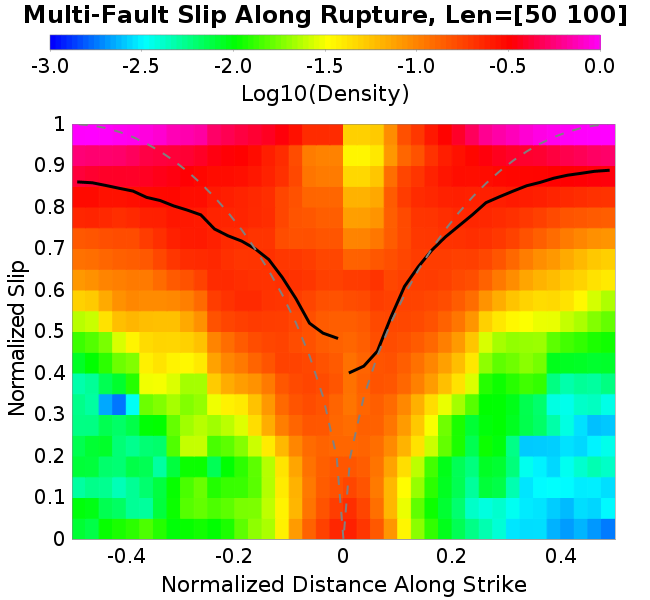 Multi-Fault Slip Along Rupture, Len=[50 100]
-3.0 -2.5 -2.0 -1.5 -1.0 -0.5 0.0
Log10(Density)
1
0.9
0.8
0.7
0.6
0.5
0.4
0.3
0.2
0.1
0
Normalized Slip
-0.4 -0.2 0 0.2 0.4
Normalized Distance Along Strike